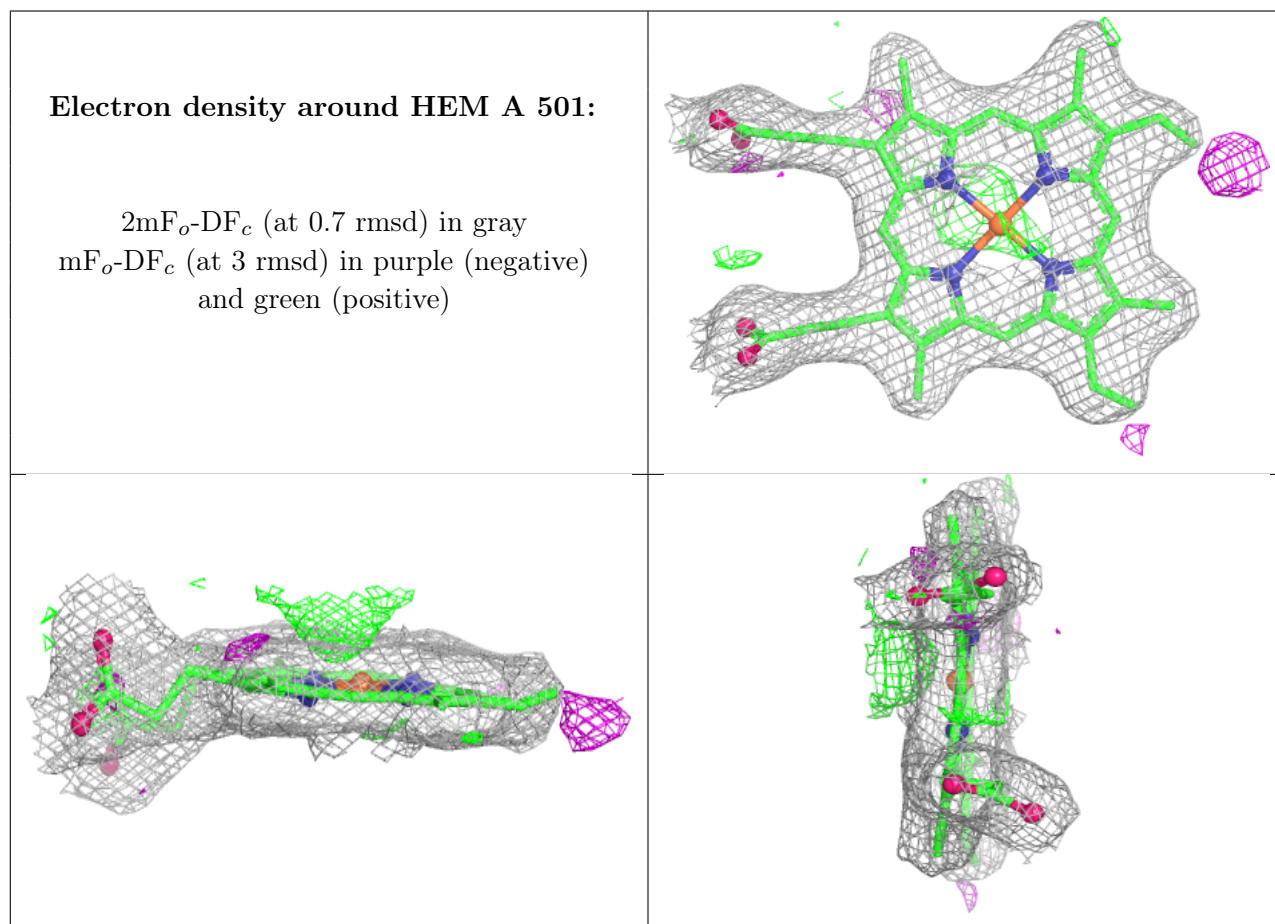 Electron density around HEM A 501:
2mFₒ-DF𝒸 (at 0.7 rmsd) in gray
mFₒ-DF𝒸 (at 3 rmsd) in purple (negative)
and green (positive)